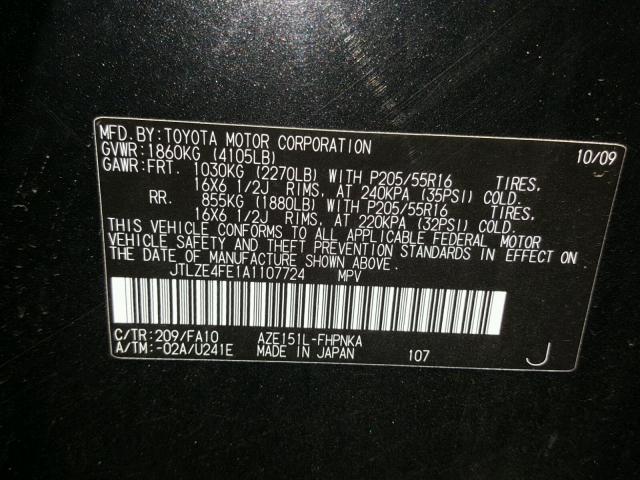 MFD.BY:TOYOTA MOTOR CORPORATION 10/09
GVWR:1860KG (4105LB)
GAWR:FRT. 1030KG (2270LB) WITH P205/55R16 TIRES,
16X6 1/2J RIMS, AT 240KPA (35PSI) COLD.
RR. 855KG (1880LB) WITH P205/55R16 TIRES,
16X6 1/2J RIMS, AT 220KPA (32PSI) COLD.
THIS VEHICLE CONFORMS TO ALL APPLICABLE FEDERAL MOTOR
VEHICLE SAFETY AND THEFT PREVENTION STANDARDS IN EFFECT ON
THE DATE OF MANUFACTURE SHOWN ABOVE.
JTLZE4FE1A1107724 MPV
C/TR:209/FA10 AZE151L-FHPNKA
A/TM:-02A/U241E MADE IN JAPAN 107 J